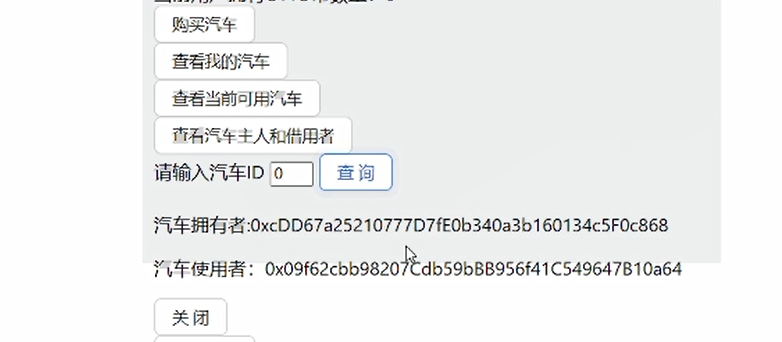 购买汽车
查看我的汽车
查看当前可用汽车
查看汽车主人和借用者
请输入汽车ID 0 查 询
汽车拥有者:0xcDD67a25210777D7fE0b340a3b160134c5F0c868
汽车使用者：0x09f62cbb98207Cdb59bBB956f41C549647B10a64
关 闭